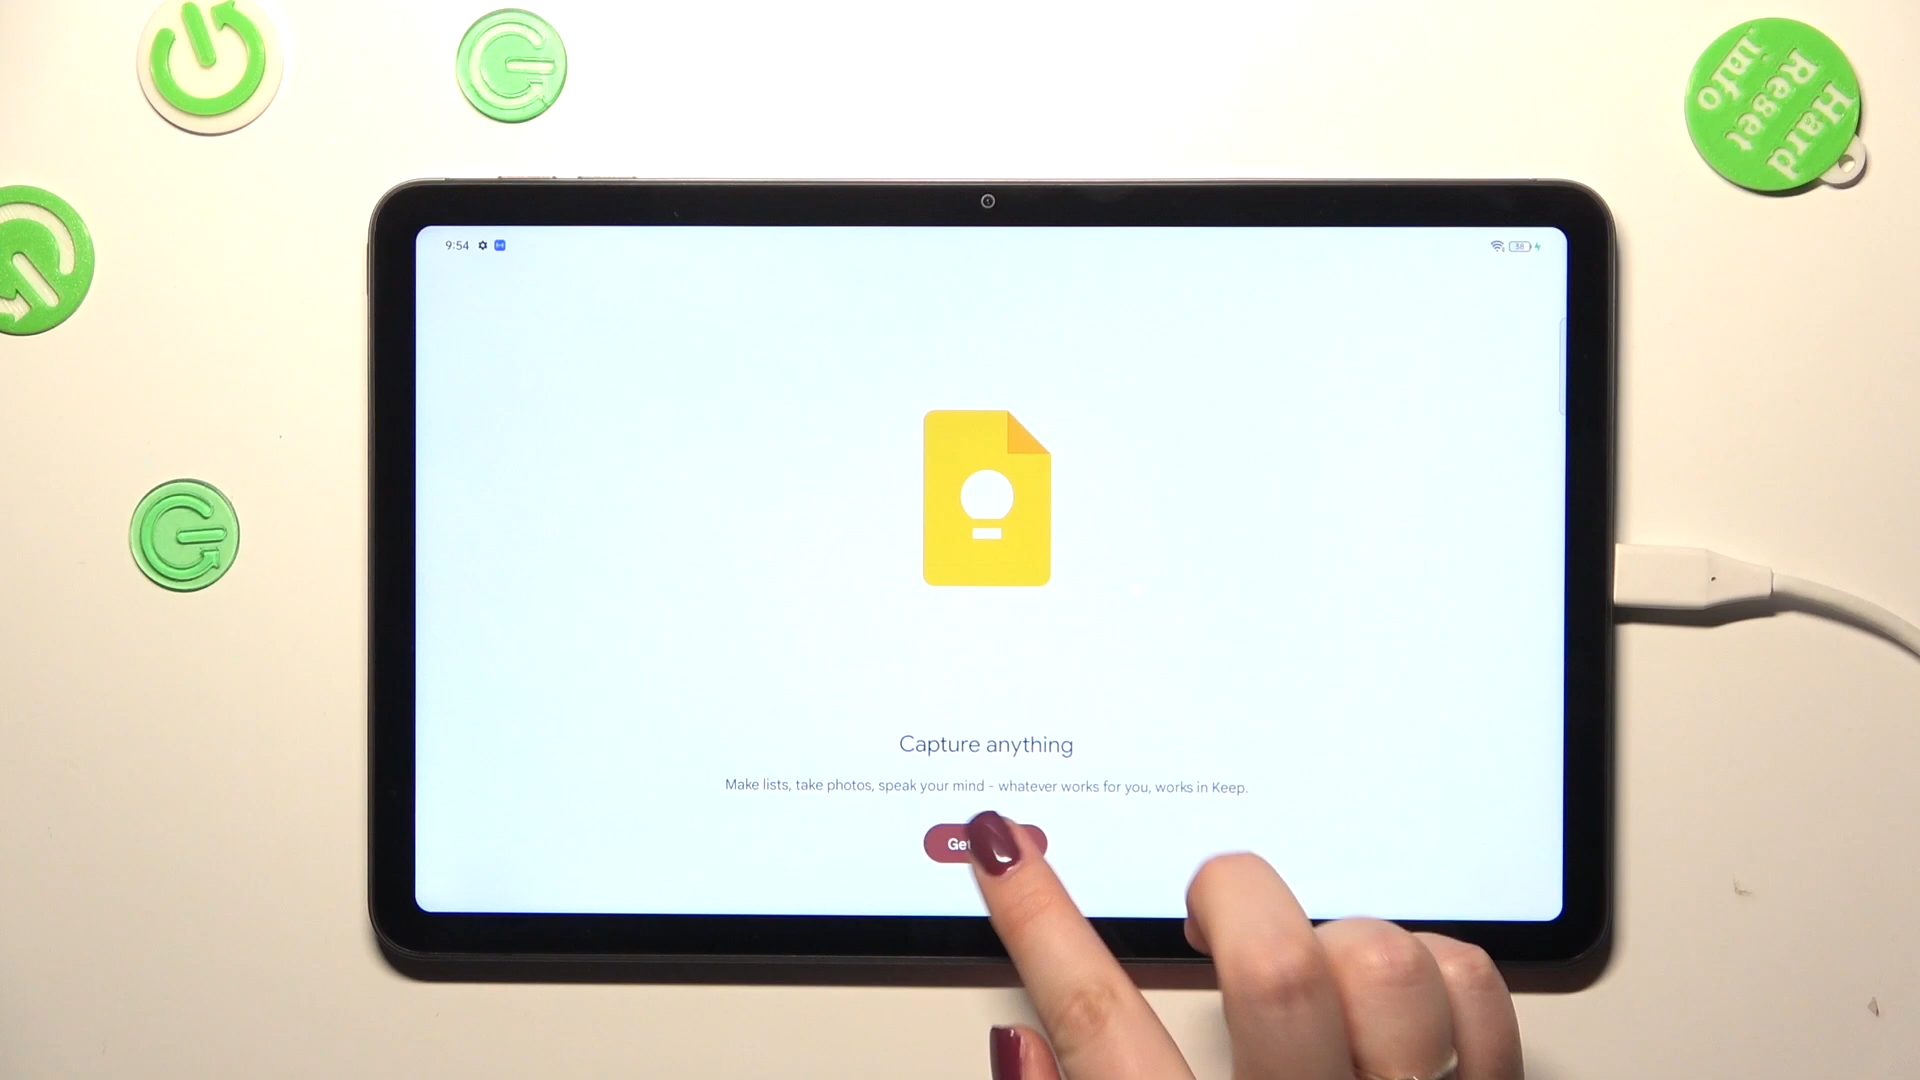 Hard
Reset
.info
9:54
38
Capture anything
Make lists, take photos, speak your mind - whatever works for you, works in Keep.
Get